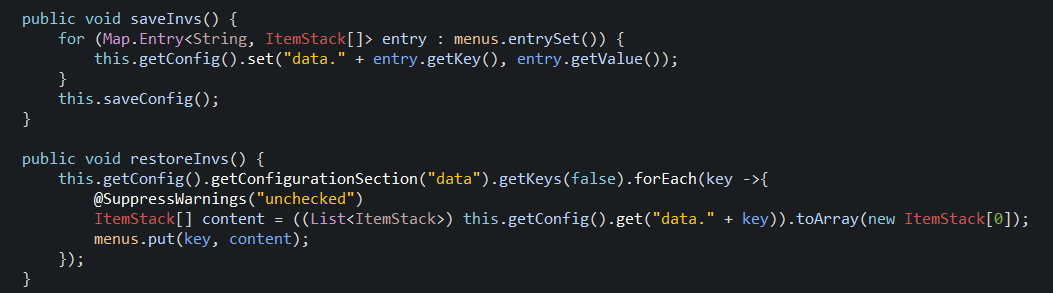 public void saveInvs() {
    for (Map.Entry<String, ItemStack[]> entry : menus.entrySet()) {
        this.getConfig().set("data." + entry.getKey(), entry.getValue());
    }
    this.saveConfig();
}

public void restoreInvs() {
    this.getConfig().getConfigurationSection("data").getKeys(false).forEach(key ->{
        @SuppressWarnings("unchecked")
        ItemStack[] content = ((List<ItemStack>) this.getConfig().get("data." + key)).toArray(new ItemStack[0]);
        menus.put(key, content);
    });
}